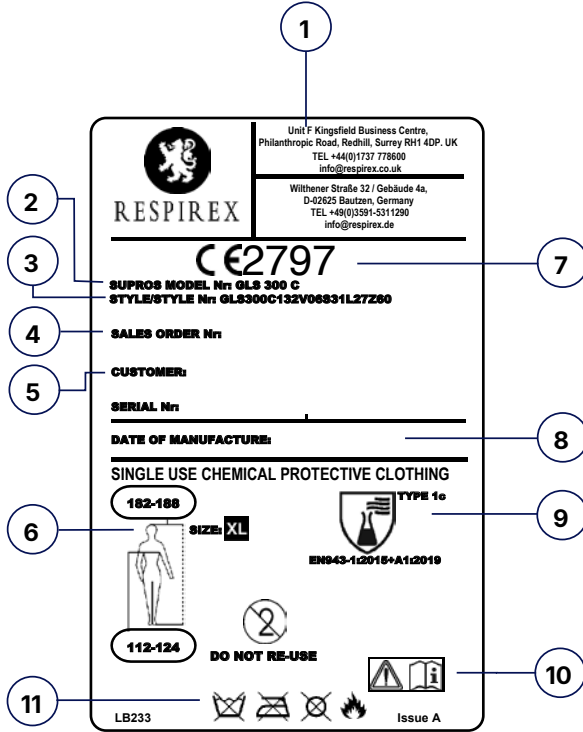 1
Unit F Kingsfield Business Centre,
Philanthropic Road, Redhill, Surrey RH1 4DP. UK
TEL +44(0)1737 778600
info@respirex.co.uk
Wilthener Straße 32 / Gebäude 4a,
D-02625 Bautzen, Germany
TEL +49(0)3591-5311290
info@respirex.de
RESPIREX
2
CE2797
7
3
SUPROS MODEL Nr: GLS 300 C
STYLE/STYLE Nr: GLS300C132V06S31L27Z60
4
SALES ORDER Nr:
5
CUSTOMER:
SERIAL Nr:
DATE OF MANUFACTURE:
8
SINGLE USE CHEMICAL PROTECTIVE CLOTHING
182-188
TYPE 1c
6
SIZE: XL
9
EN943-1:2015+A1:2019
2
112-124
DO NOT RE-USE
i
10
11
LB233
Issue A